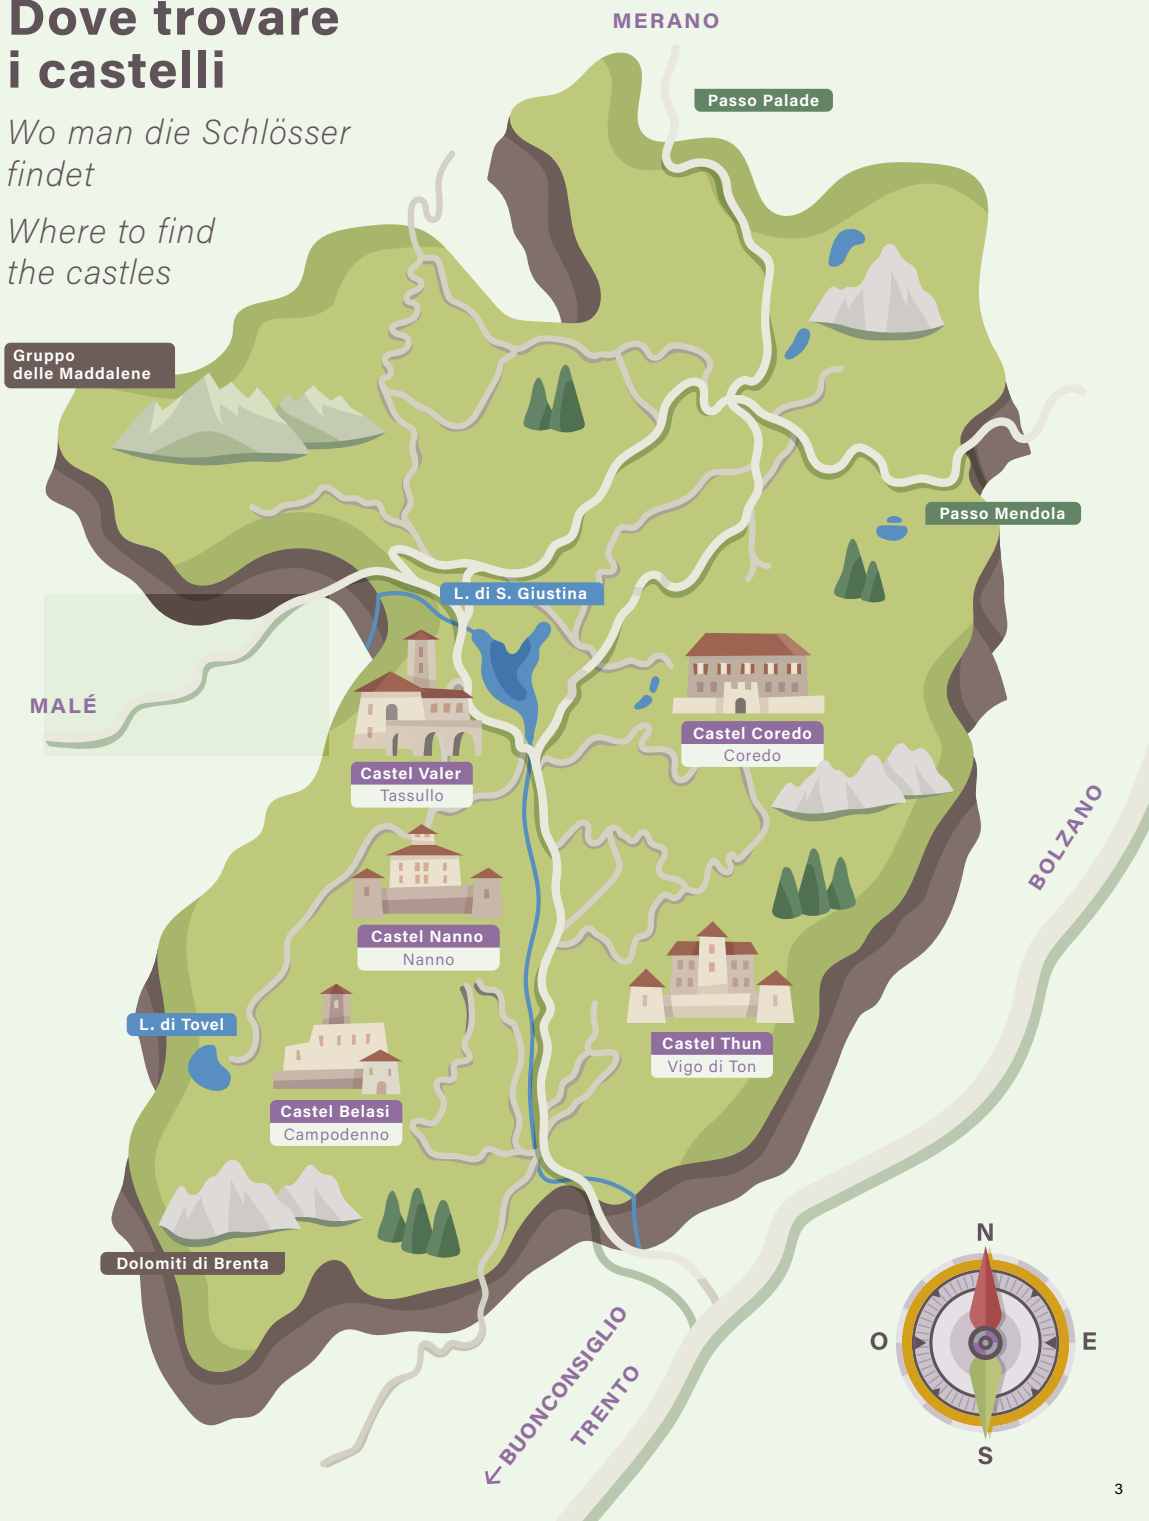 Dove trovare
i castelli
Wo man die Schlösser
findet
Where to find
the castles
MERANO
Passo Palade
Gruppo
delle Maddalene
Passo Mendola
L. di S. Giustina
MALÉ
Castel Coredo
Coredo
Castel Valer
Tassullo
BOLZANO
Castel Nanno
Nanno
L. di Tovel
Castel Thun
Vigo di Ton
Castel Belasi
Campodenno
Dolomiti di Brenta
←BUONCONSIGLIO
TRENTO
N
O
E
S
3